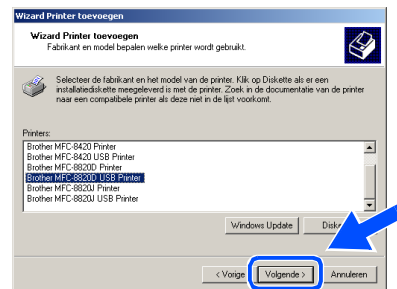 Wizard Printer toevoegen
Wizard Printer toevoegen
Fabrikant en model bepalen welke printer wordt gebruikt.
Selecteer de fabrikant en het model van de printer. Klik op Diskette als er een
installatiediskette meegeleverd is met de printer. Zoek in de documentatie van de printer
naar een compatibele printer als deze niet in de lijst voorkomt.
Printers:
Brother MFC-8420 Printer
Brother MFC-8420 USB Printer
Brother MFC-8820D Printer
Brother MFC-8820D USB Printer
Brother MFC-8820J Printer
Brother MFC-8820J USB Printer
Windows Update
< Vorige
Volgende >
Annuleren